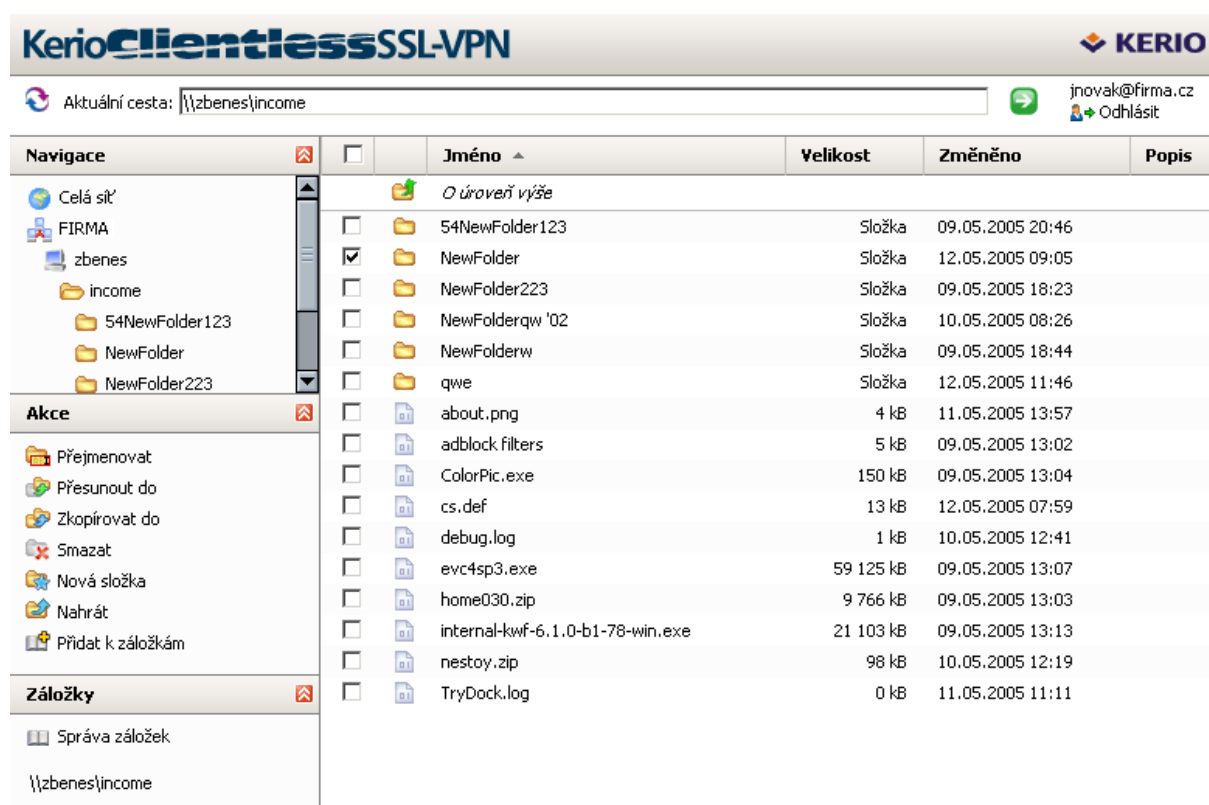 KerioClientlessSSL-VPN
KERIO
Aktuální cesta: \\zbenes\income
jnovak@firma.cz
Odhlásit
Navigace
Celá síť
FIRMA
zbenes
income
54NewFolder123
NewFolder
NewFolder223
Akce
Přejmenovat
Přesunout do
Zkopírovat do
Smazat
Nová složka
Nahrát
Přidat k záložkám
Záložky
Správa záložek
\\zbenes\income
Jméno Velikost Změněno Popis
O úroveň výše
54NewFolder123 Složka 09.05.2005 20:46
NewFolder Složka 12.05.2005 09:05
NewFolder223 Složka 09.05.2005 18:23
NewFolderqw '02 Složka 10.05.2005 08:26
NewFolderw Složka 09.05.2005 18:44
qwe Složka 12.05.2005 11:46
about.png 4 kB 11.05.2005 13:57
adblock filters 5 kB 09.05.2005 13:02
ColorPic.exe 150 kB 09.05.2005 13:04
cs.def 13 kB 12.05.2005 07:59
debug.log 1 kB 10.05.2005 12:41
evc4sp3.exe 59 125 kB 09.05.2005 13:07
home030.zip 9 766 kB 09.05.2005 13:03
internal-kwf-6.1.0-b1-78-win.exe 21 103 kB 09.05.2005 13:13
nestoy.zip 98 kB 10.05.2005 12:19
TryDock.log 0 kB 11.05.2005 11:11